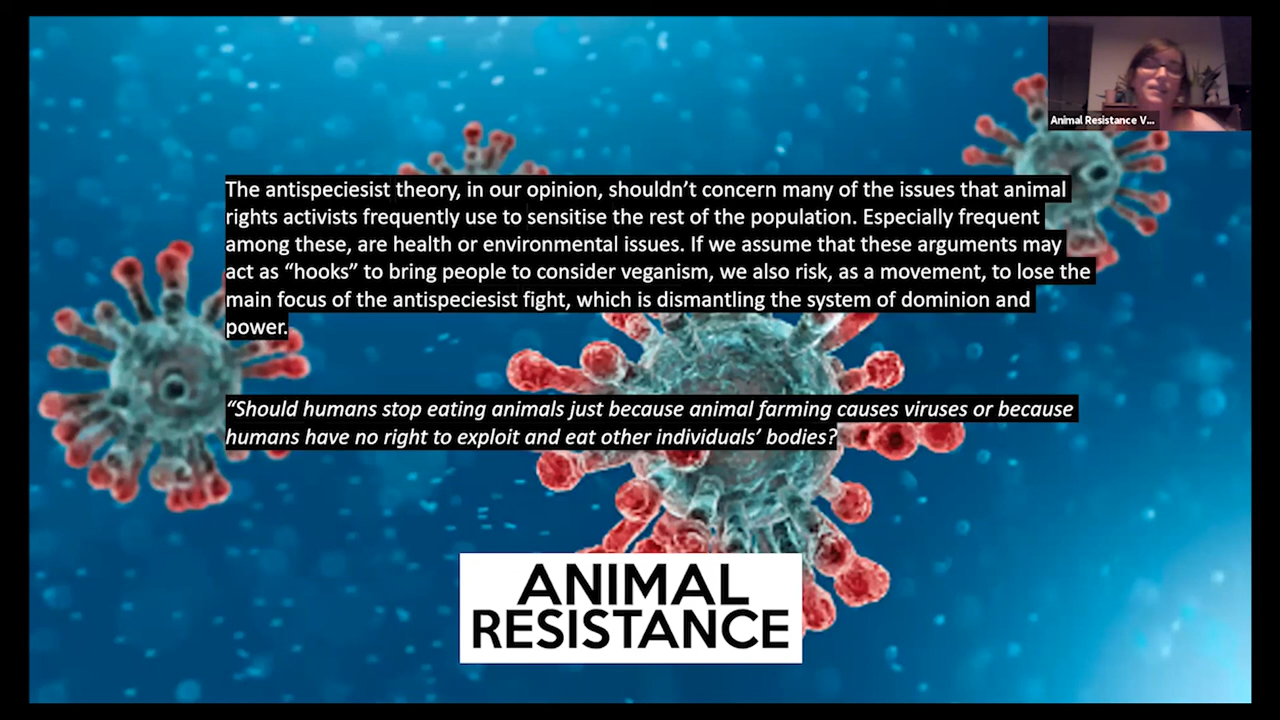 Animal Resistance V...
The antispeciesist theory, in our opinion, shouldn't concern many of the issues that animal
rights activists frequently use to sensitise the rest of the population. Especially frequent
among these, are health or environmental issues. If we assume that these arguments may
act as “hooks” to bring people to consider veganism, we also risk, as a movement, to lose the
main focus of the antispeciesist fight, which is dismantling the system of dominion and
power.
“Should humans stop eating animals just because animal farming causes viruses or because
humans have no right to exploit and eat other individuals’ bodies?
ANIMAL
RESISTANCE